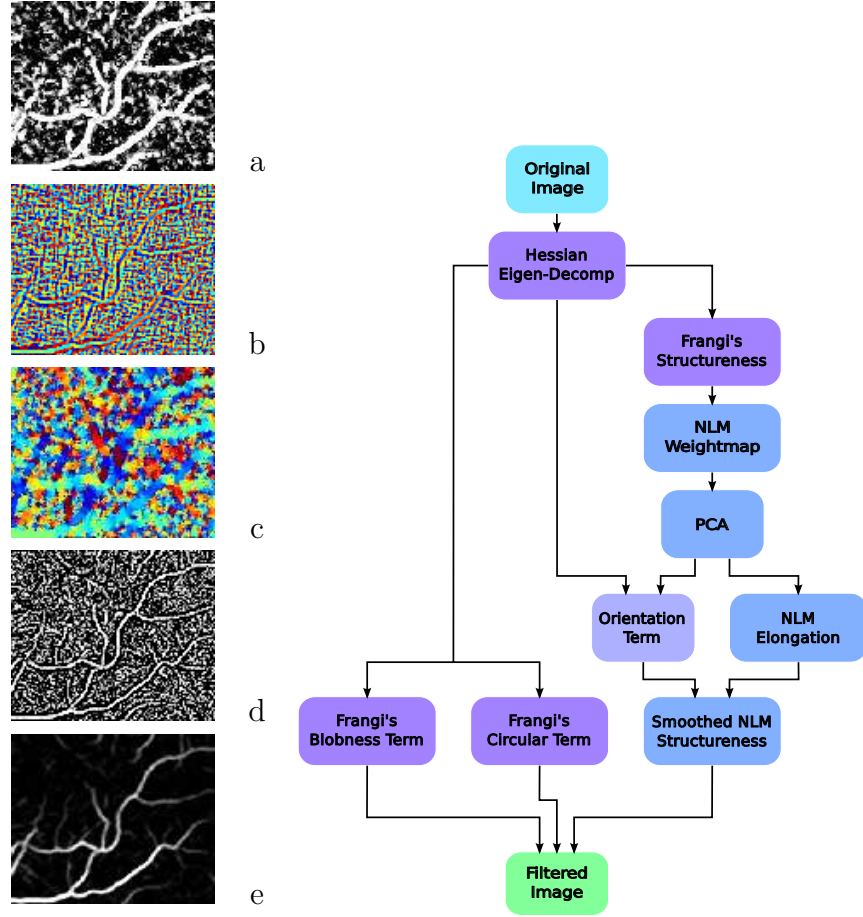 a
b
c
d
e
Original
Image
Hessian
Eigen-Decomp
Frangi's
Structureness
NLM
Weightmap
PCA
Orientation
Term
NLM
Elongation
Frangi's
Blobness Term
Frangi's
Circular Term
Smoothed NLM
Structureness
Filtered
Image